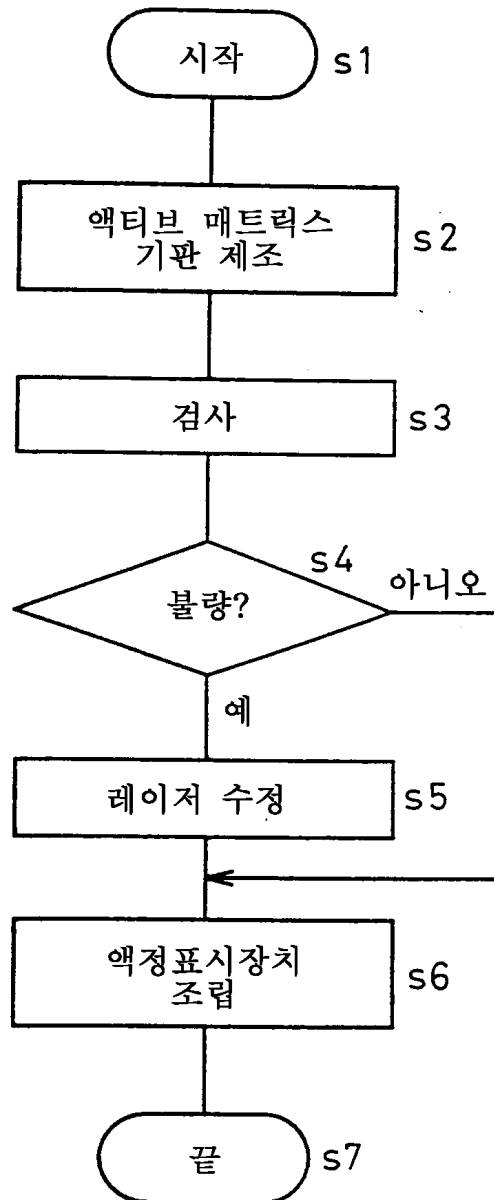 시작 s1
액티브 매트릭스
기판 제조 s2
검사 s3
s4
불량? 아니오
예
레이저 수정 s5
액정표시장치
조립 s6
끝 s7